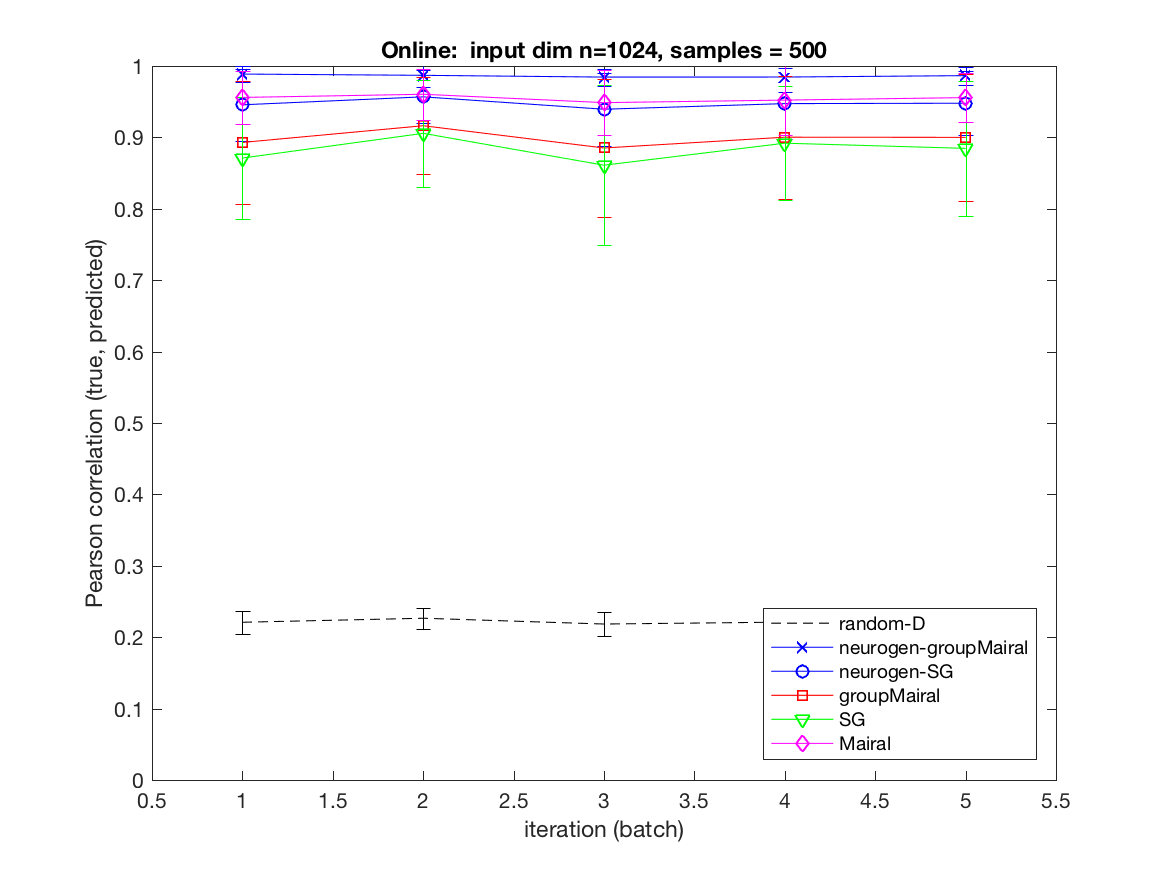 Online:  input dim n=1024, samples = 500
Pearson correlation (true, predicted)
1
0.9
0.8
0.7
0.6
0.5
0.4
0.3
0.2
0.1
0
random-D
neurogen-groupMairal
neurogen-SG
groupMairal
SG
Mairal
0.5 1 1.5 2 2.5 3 3.5 4 4.5 5 5.5
iteration (batch)